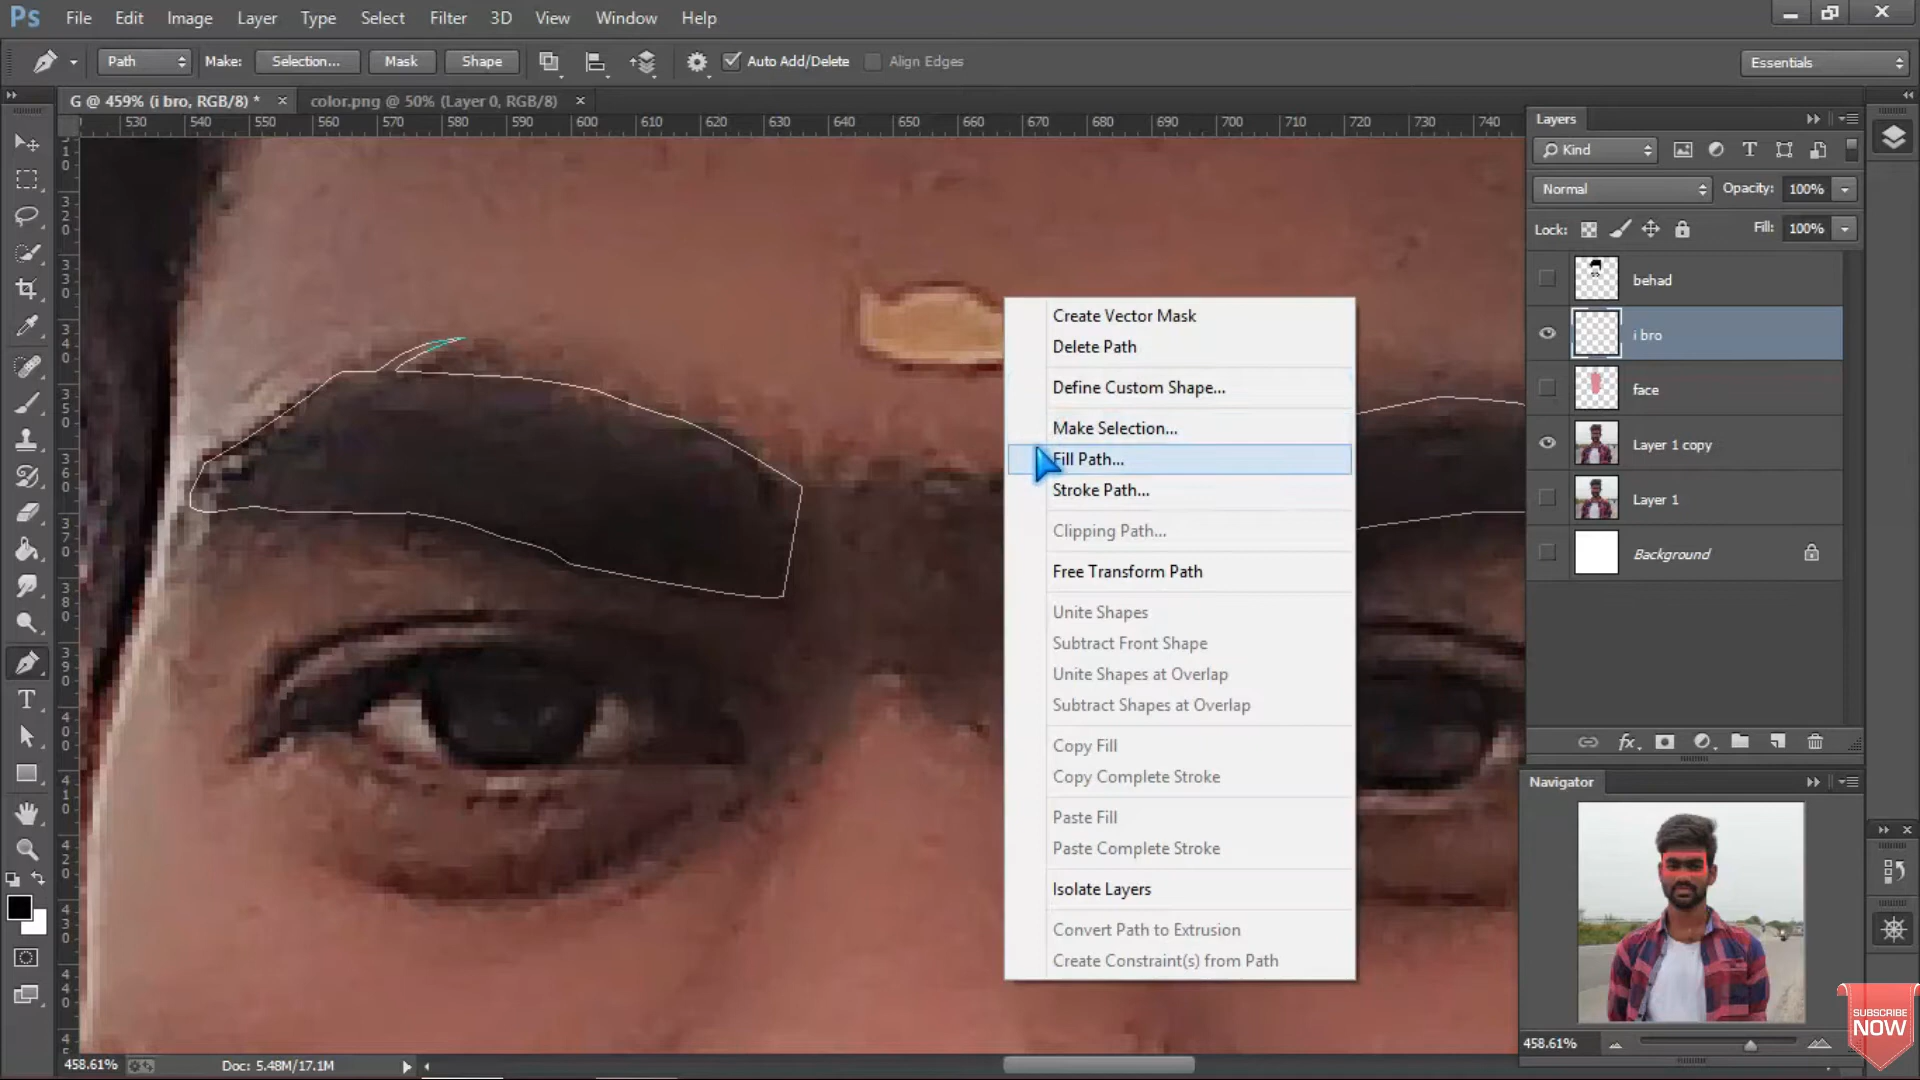 Ps File Edit Image Layer Type Select Filter 3D View Window Help
Path Make: Selection... Mask Shape Auto Add/Delete Align Edges Essentials
G @ 459% (i bro, RGB/8) * × color.png @ 50% (Layer 0, RGB/8) ×
530 540 550 560 570 580 590 600 610 620 630 640 650 660 670 680 690 700 710 720 730 740
Layers
Kind
Normal Opacity: 100%
Lock: Fill: 100%
behad
i bro
face
Layer 1 copy
Layer 1
Background
Create Vector Mask
Delete Path
Define Custom Shape...
Make Selection...
Fill Path...
Stroke Path...
Clipping Path...
Free Transform Path
Unite Shapes
Subtract Front Shape
Unite Shapes at Overlap
Subtract Shapes at Overlap
Copy Fill
Copy Complete Stroke
Paste Fill
Paste Complete Stroke
Isolate Layers
Convert Path to Extrusion
Create Constraint(s) from Path
Navigator
458.61%
SUBSCRIBE
NOW
458.61% Doc: 5.48M/17.1M